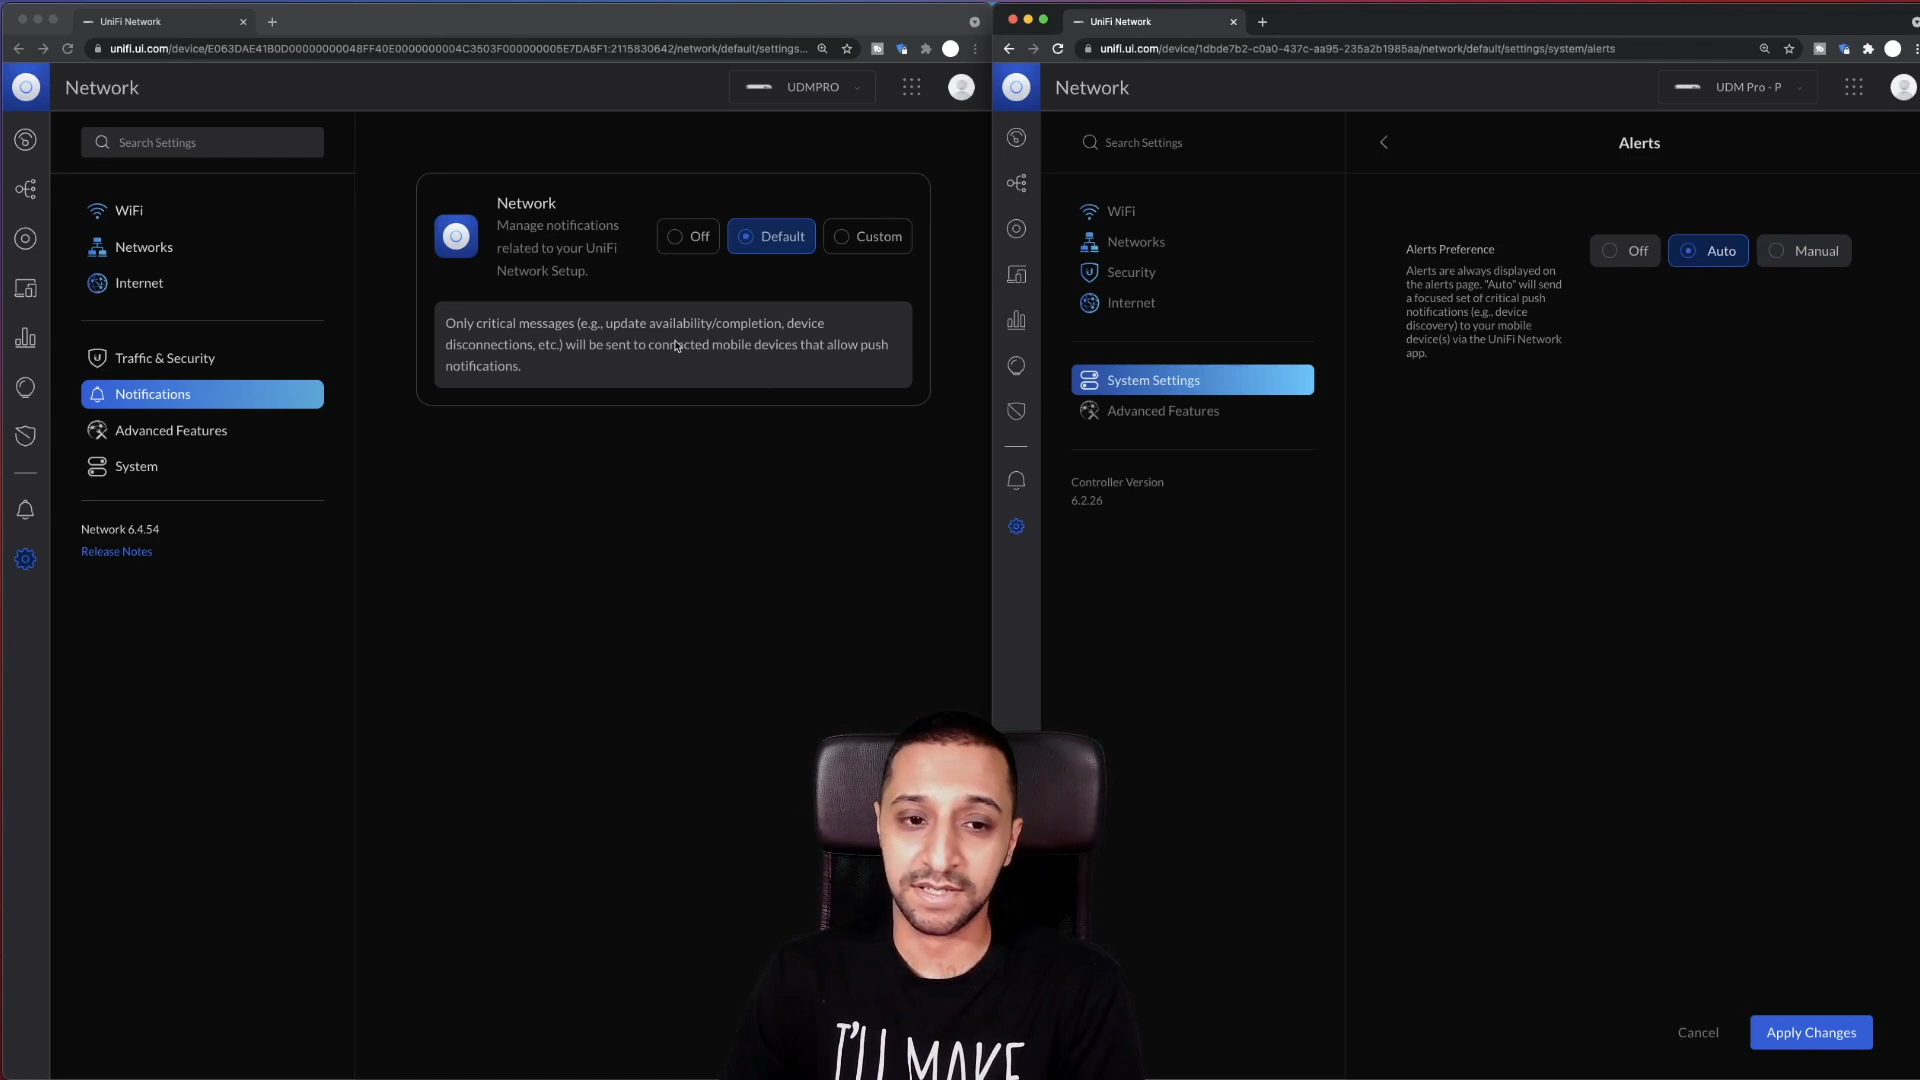 UniFi Network
unifi.ui.com/device/E063DAE41B0D00000000048FF40E0000000004C3503F000000005E7DA5F1:2115830642/network/default/settings...
Network
UDMPRO
Search Settings
WiFi
Networks
Internet
Traffic & Security
Notifications
Advanced Features
System
Network 6.4.54
Release Notes
Network
Manage notifications
related to your UniFi
Network Setup.
Off
Default
Custom
Only critical messages (e.g., update availability/completion, device
disconnections, etc.) will be sent to connected mobile devices that allow push
notifications.
UniFi Network
unifi.ui.com/device/1dbde7b2-c0a0-437c-aa95-235a2b1985aa/network/default/settings/system/alerts
Network
UDM Pro - P
Search Settings
WiFi
Networks
Security
Internet
System Settings
Advanced Features
Controller Version
6.2.26
Alerts
Alerts Preference
Alerts are always displayed on
the alerts page. "Auto" will send
a focused set of critical push
notifications (e.g., device
discovery) to your mobile
device(s) via the UniFi Network
app.
Off
Auto
Manual
Cancel
Apply Changes
I'LL MAKE